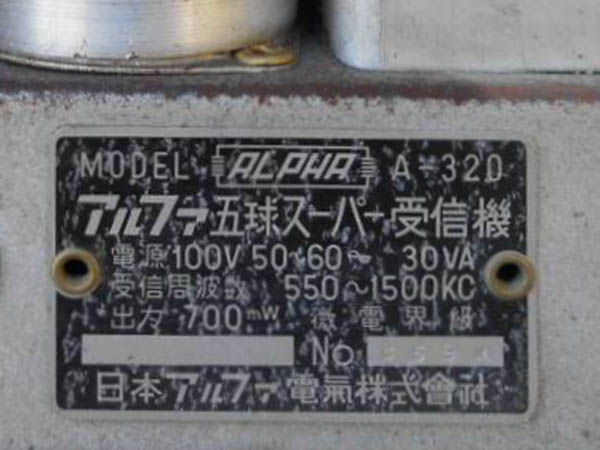 MODEL ALPHA A-320
アルファ五球スーパー受信機
電源100V 50~60~ 30VA
受信周波数 550~1500KC
出力 700mW 微電界級
No
日本アルファー電氣株式會社